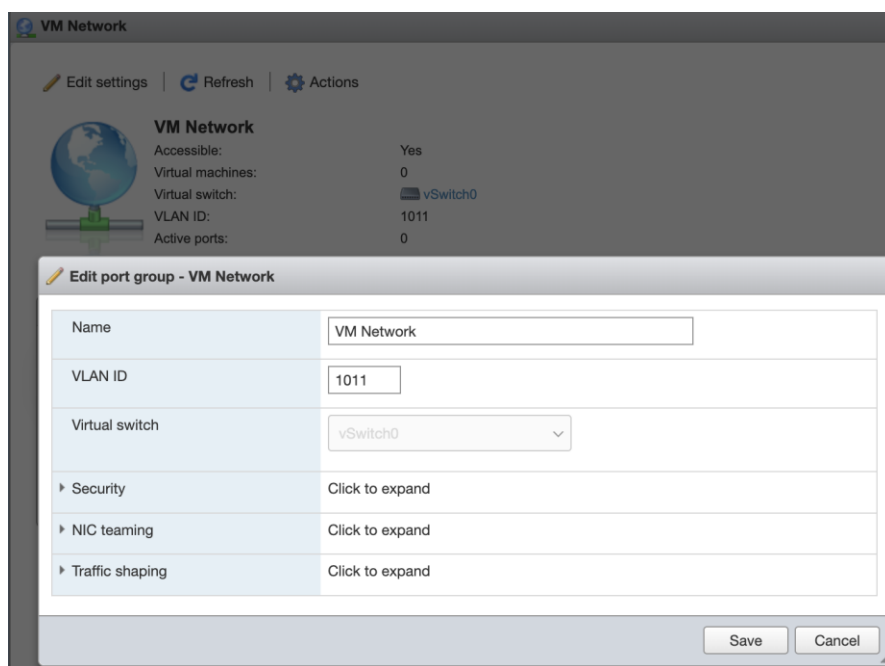 VM Network
Edit settings Refresh Actions
VM Network
Accessible: Yes
Virtual machines: 0
Virtual switch: vSwitch0
VLAN ID: 1011
Active ports: 0
Edit port group - VM Network
Name VM Network
VLAN ID 1011
Virtual switch vSwitch0
Security Click to expand
NIC teaming Click to expand
Traffic shaping Click to expand
Save Cancel